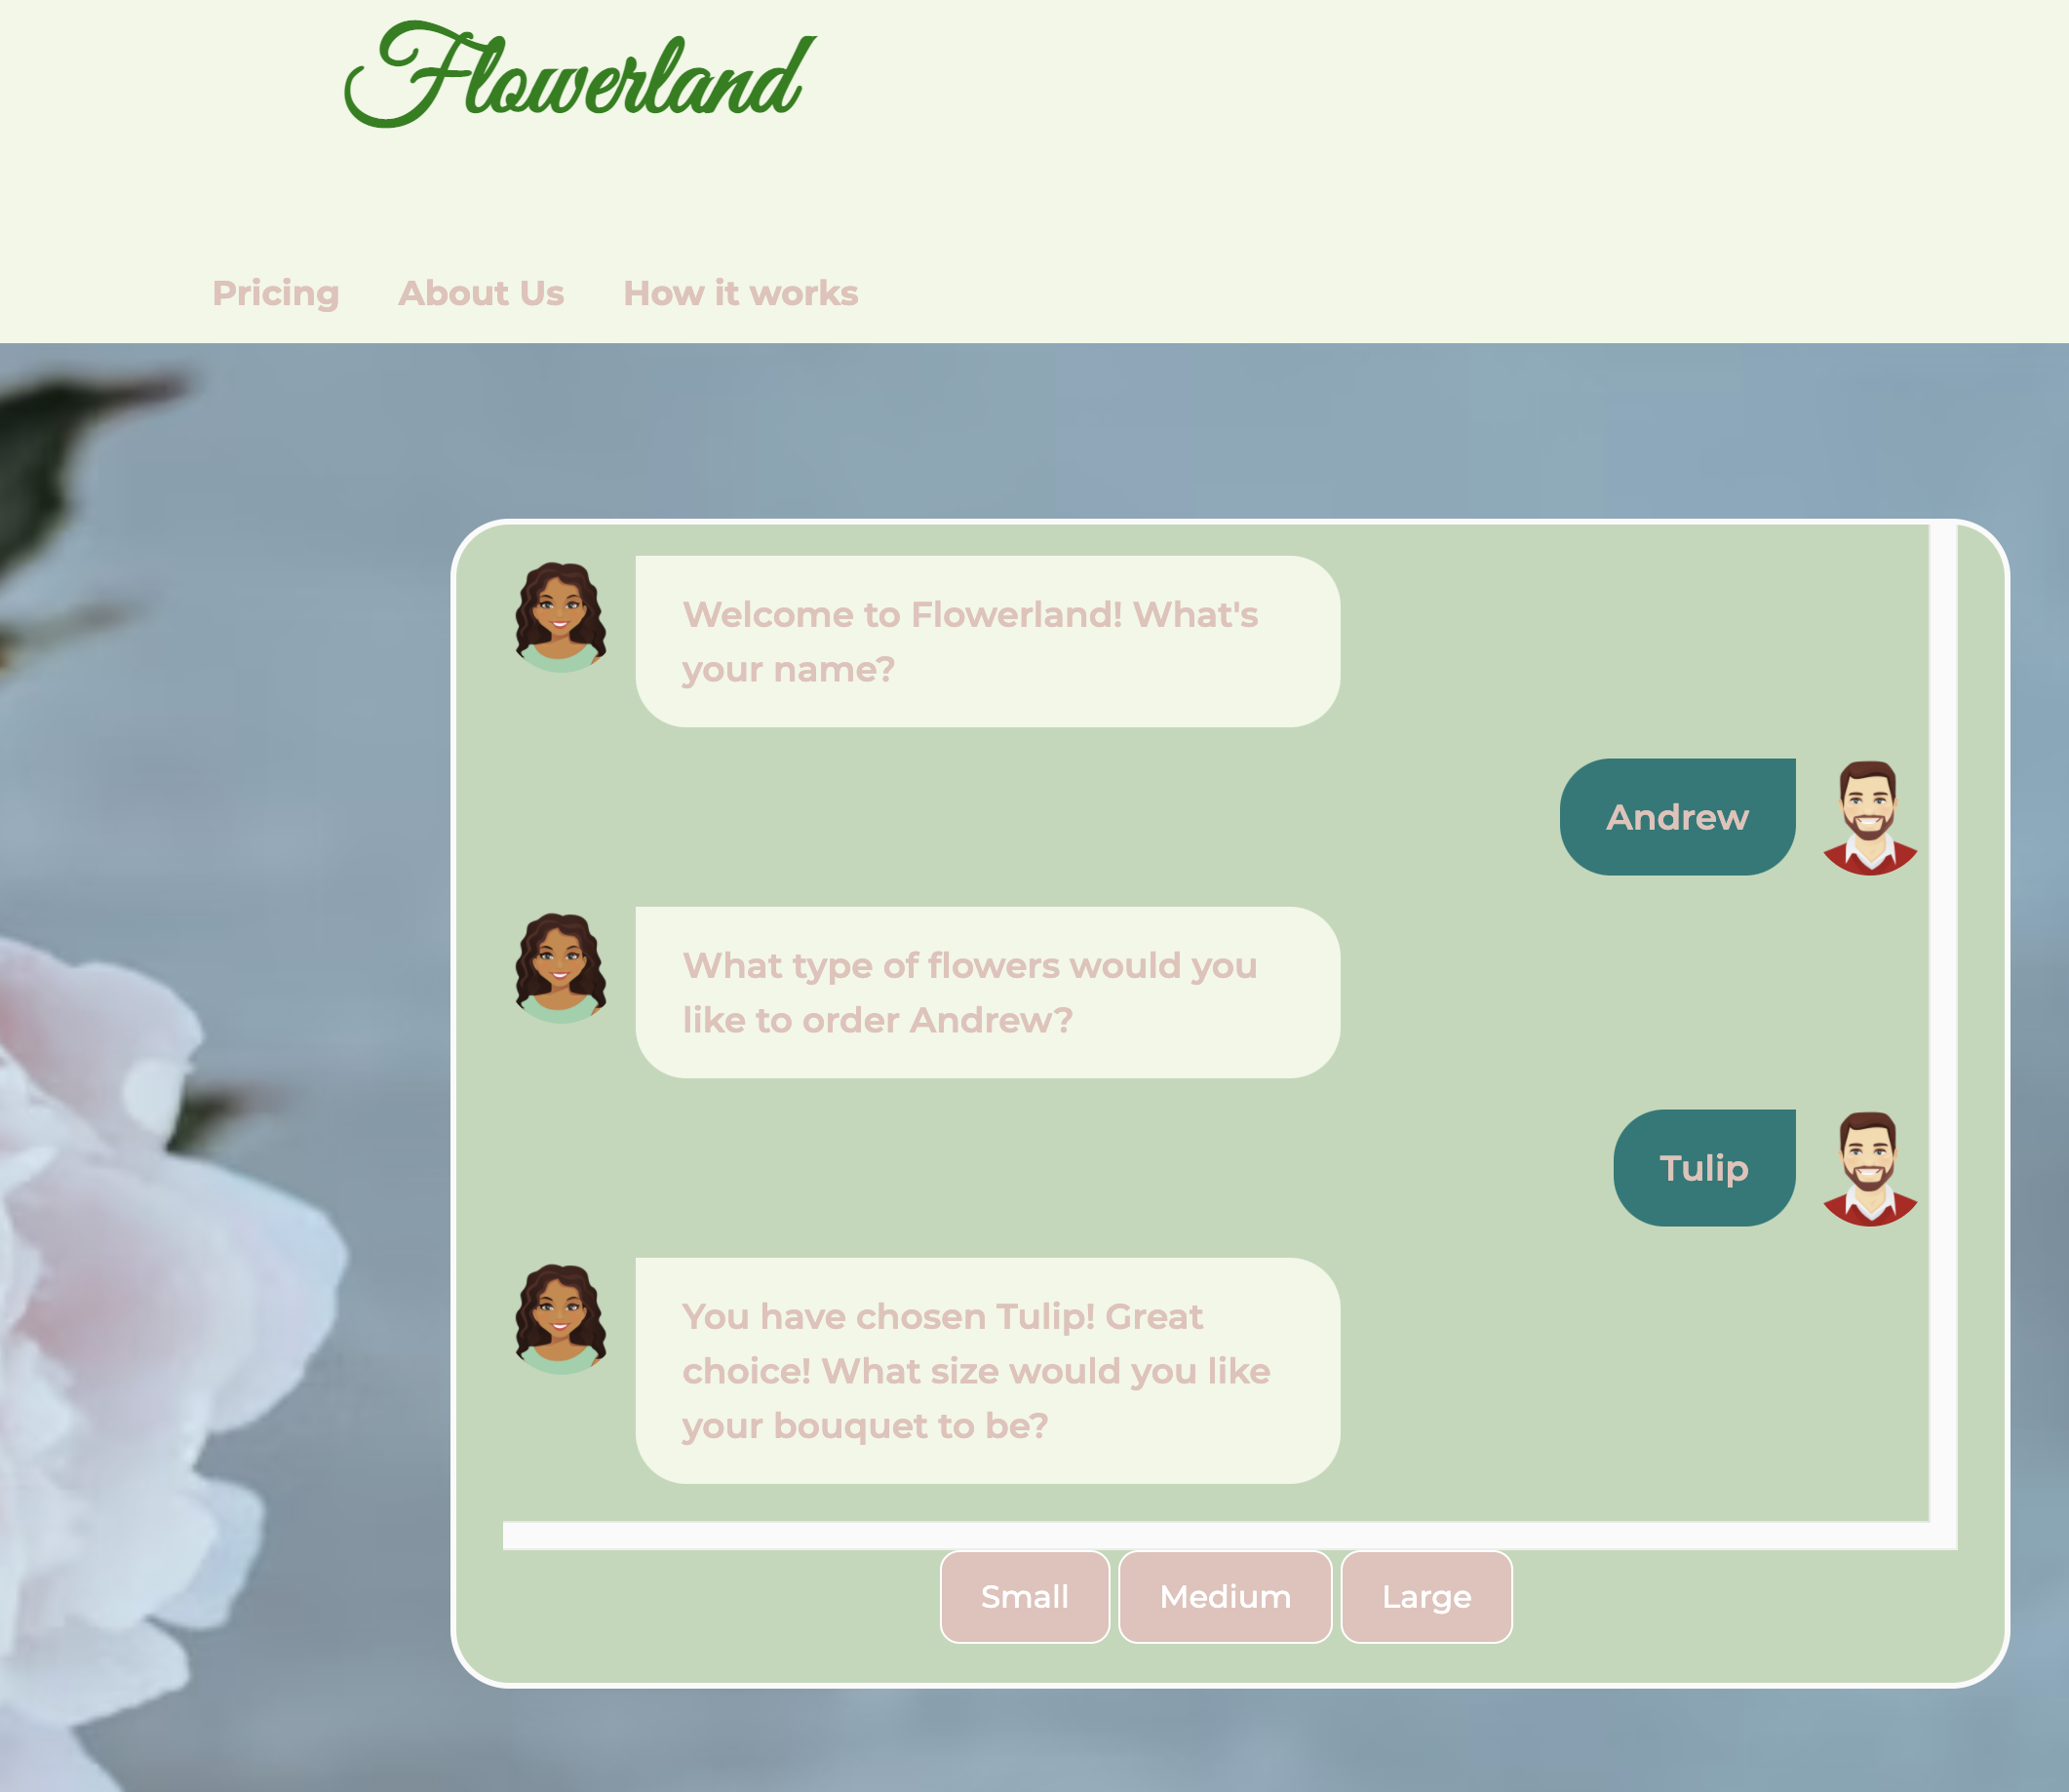 Flowerland
Pricing About Us How it works
Welcome to Flowerland! What's
your name?
Andrew
What type of flowers would you
like to order Andrew?
Tulip
You have chosen Tulip! Great
choice! What size would you like
your bouquet to be?
Small Medium Large